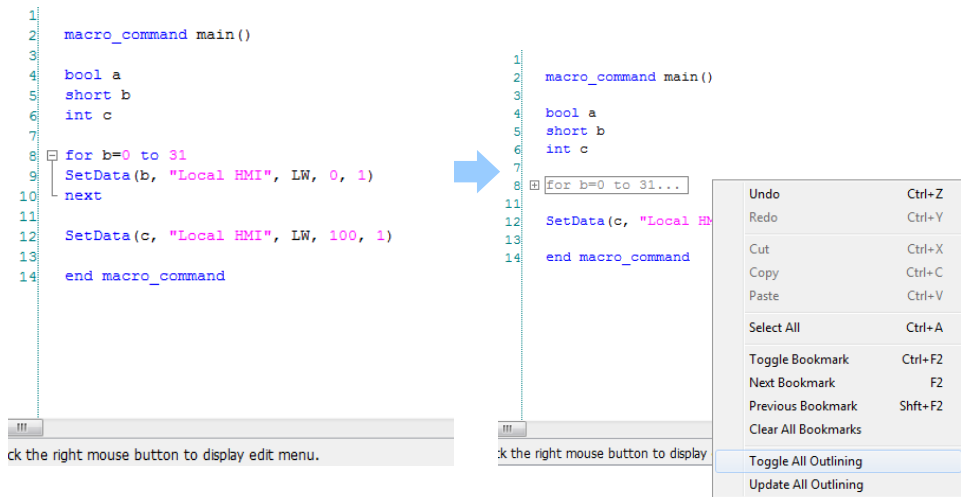 1
2 macro_command main()
3
4 bool a
5 short b
6 int c
7
8 for b=0 to 31
9 SetData(b, "Local HMI", LW, 0, 1)
10 next
11
12 SetData(c, "Local HMI", LW, 100, 1)
13
14 end macro_command
ck the right mouse button to display edit menu.
1
2 macro_command main()
3
4 bool a
5 short b
6 int c
7
8 for b=0 to 31...
11
12 SetData(c, "Local HM
13
14 end macro_command
:k the right mouse button to display
Undo Ctrl+Z
Redo Ctrl+Y
Cut Ctrl+X
Copy Ctrl+C
Paste Ctrl+V
Select All Ctrl+A
Toggle Bookmark Ctrl+F2
Next Bookmark F2
Previous Bookmark Shft+F2
Clear All Bookmarks
Toggle All Outlining
Update All Outlining